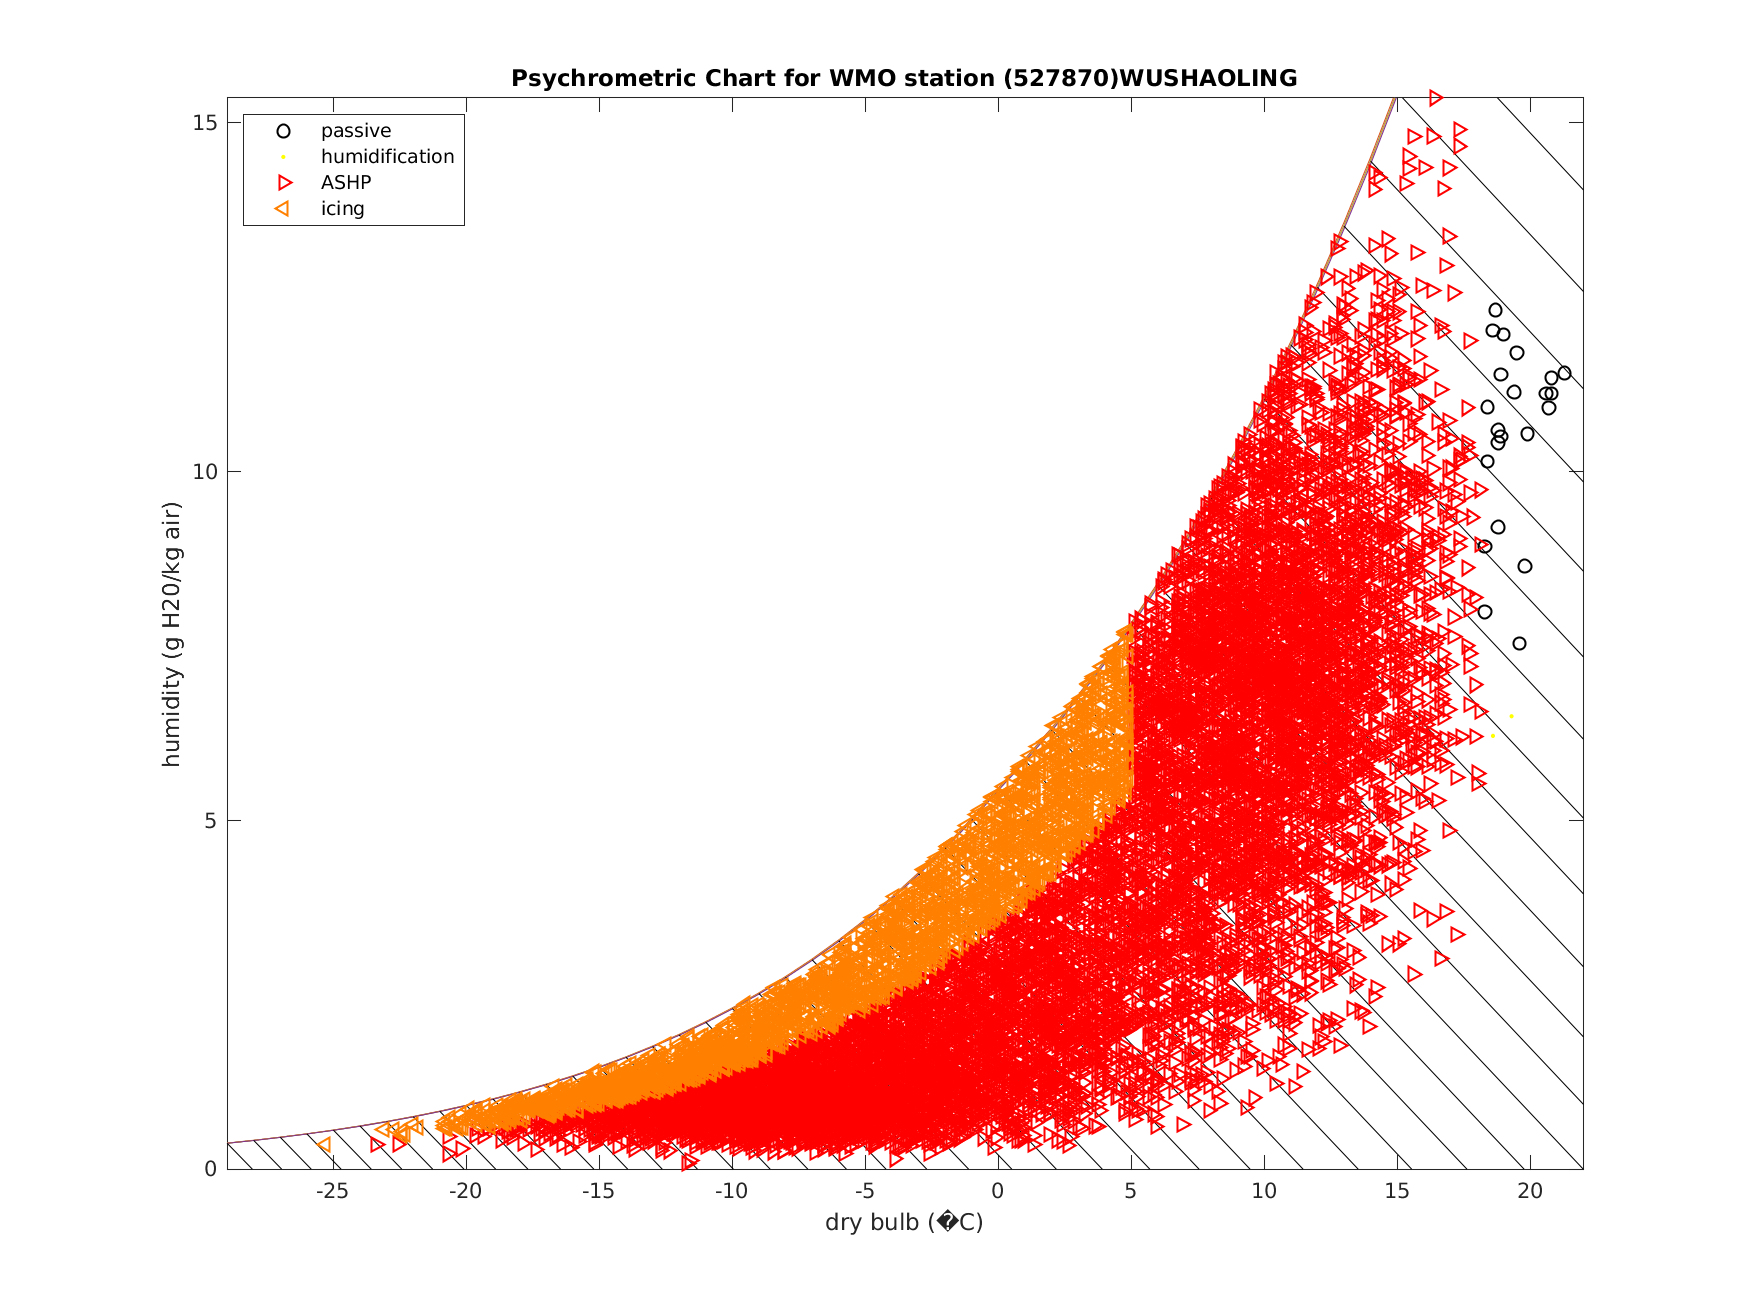 Psychrometric Chart for WMO station (527870)WUSHAOLING
passive
humidification
ASHP
icing
15
10
5
0
humidity (g H20/kg air)
-25 -20 -15 -10 -5 0 5 10 15 20
dry bulb (�C)